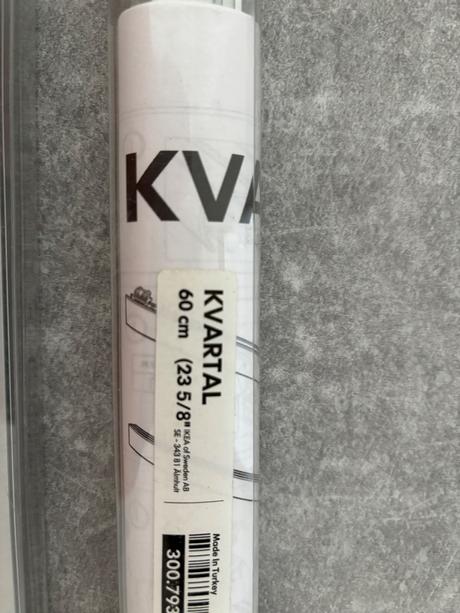 KVA
KVARTAL
60 cm (23 5/8"
IKEA of Sweden AB
SE - 343 81 Älmhult
Made In Turkey
300.793